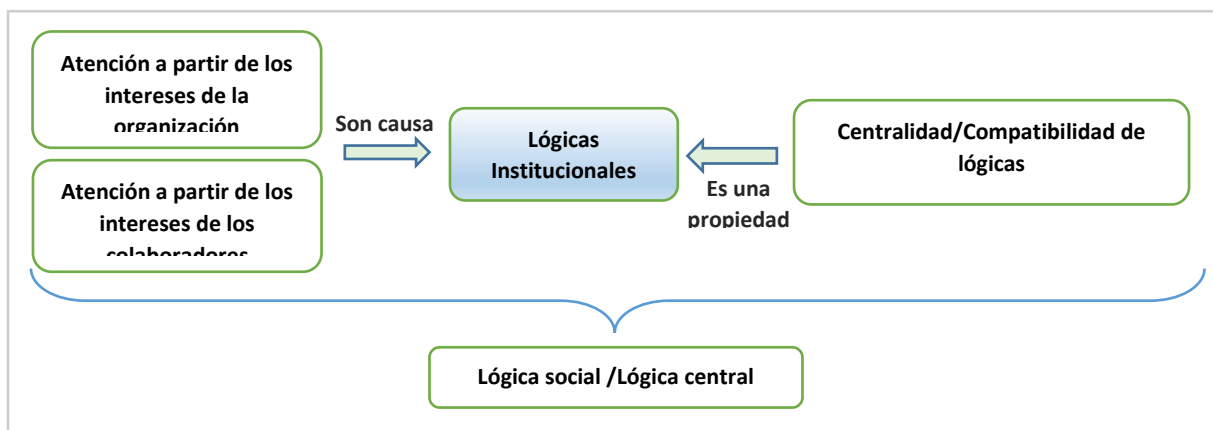 Atención a partir de los
intereses de la
organización
Son causa
Lógicas
Institucionales
Centralidad/Compatibilidad de
lógicas
Es una
propiedad
Atención a partir de los
intereses de los
colaboradores
Lógica social /Lógica central